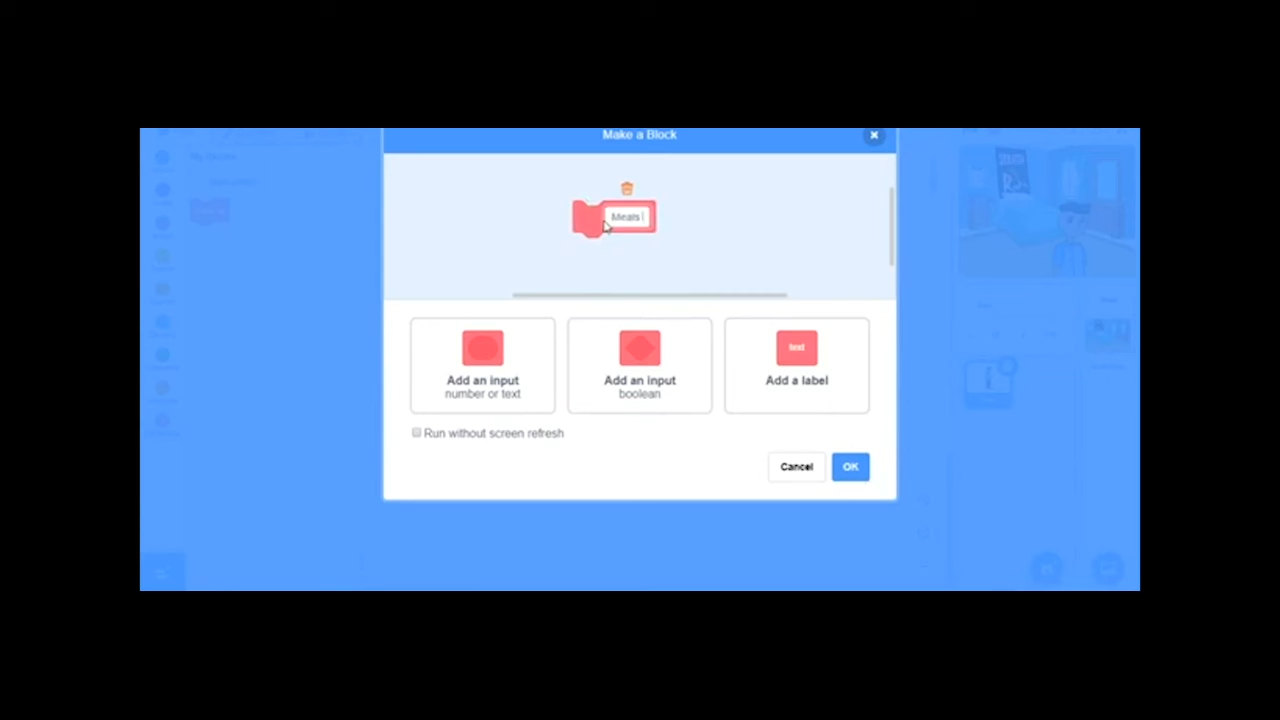 Make a Block
Meals
Add an input
number or text
Add an input
boolean
text
Add a label
Run without screen refresh
Cancel
OK